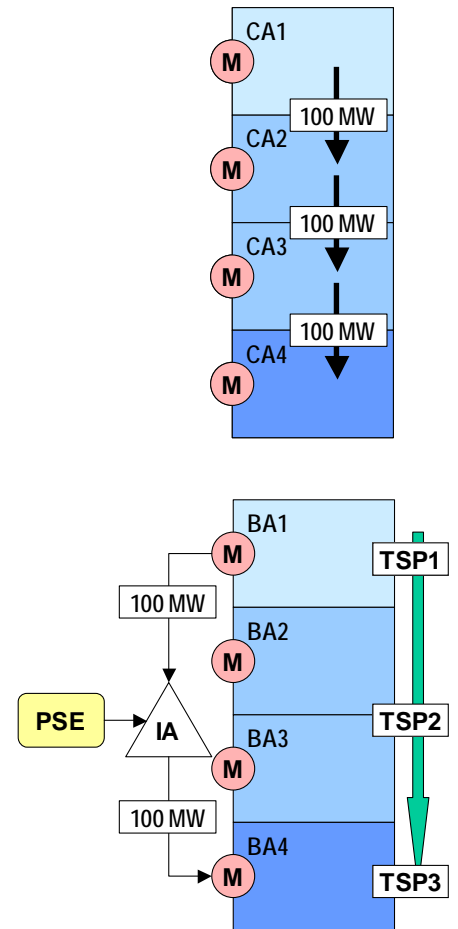 CA1
M
100 MW
CA2
M
100 MW
CA3
M
100 MW
CA4
M
BA1
M
TSP1
100 MW
BA2
M
PSE
IA
TSP2
BA3
M
100 MW
BA4
M
TSP3